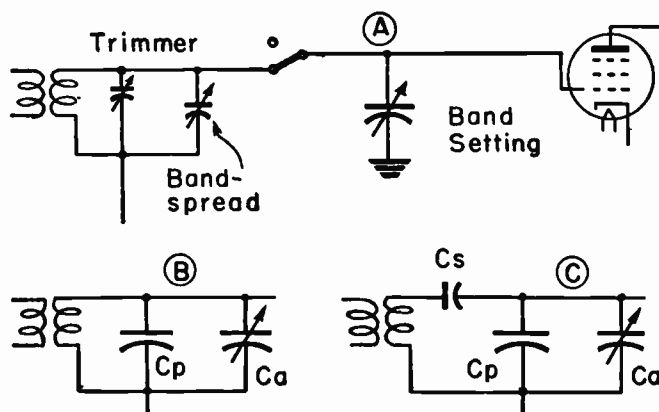 Trimmer
A
Band
Setting
Band-
spread
B
Cp
Ca
Cs
C
Cp
Ca